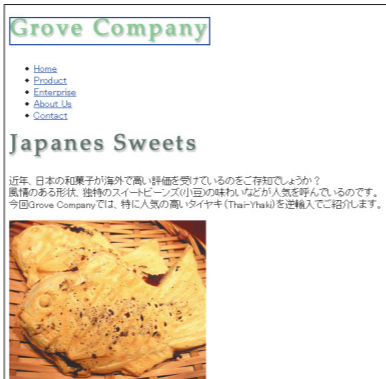 Grove Company
Home
Product
Enterprise
About Us
Contact
Japanes Sweets
近年、日本の和菓子が海外で高い評価を受けているのをご存知でしょうか？
風情のある形状、独特のスイートビーンズ(小豆)の味わいなどが人気を呼んでいるのです。
今回Grove Companyでは、特に人気の高いタイヤキ(Thai-Yhaki)を逆輸入でご紹介します。